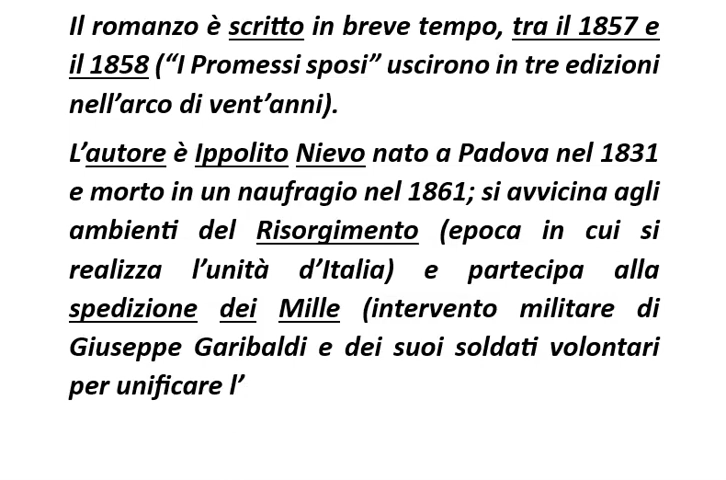 Il romanzo è scritto in breve tempo, tra il 1857 e
il 1858 (“I Promessi sposi” uscirono in tre edizioni
nell’arco di vent’anni).
L’autore è Ippolito Nievo nato a Padova nel 1831
e morto in un naufragio nel 1861; si avvicina agli
ambienti del Risorgimento (epoca in cui si
realizza l’unità d’Italia) e partecipa alla
spedizione dei Mille (intervento militare di
Giuseppe Garibaldi e dei suoi soldati volontari
per unificare l’